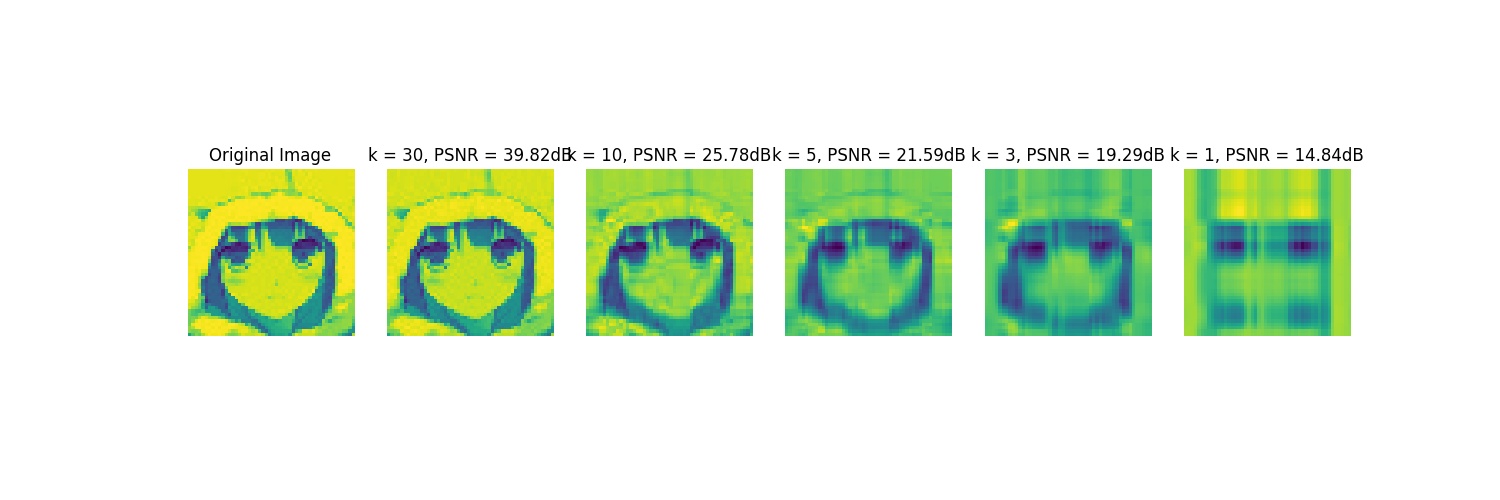 Original Image
k = 30, PSNR = 39.82dB
k = 10, PSNR = 25.78dB
k = 5, PSNR = 21.59dB
k = 3, PSNR = 19.29dB
k = 1, PSNR = 14.84dB